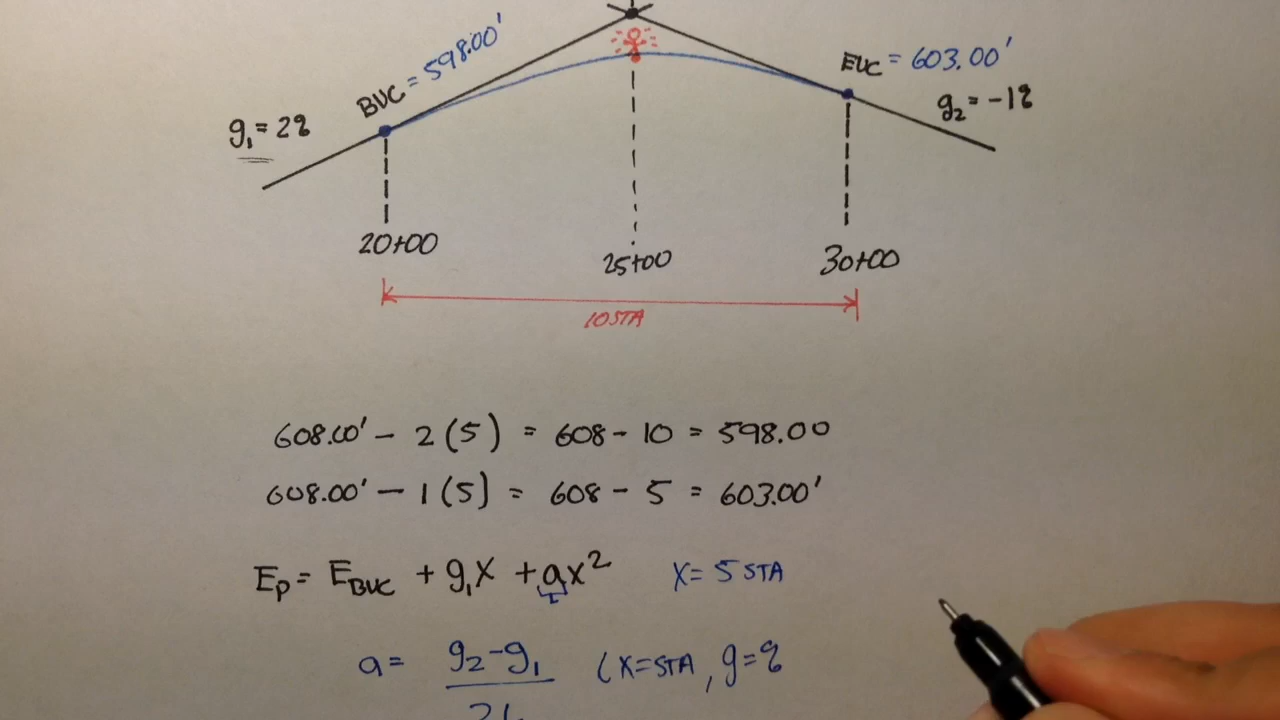 BVC = 598.00'
EVC = 603.00'
g₁ = 2%
g₂ = -1%
20+00
25+00
30+00
10 STA
608.00' - 2(5) = 608 - 10 = 598.00
608.00' - 1(5) = 608 - 5 = 603.00'
Eₚ = E_BVC + g₁x + ax² x = 5 STA
a = g₂-g₁ (x=STA, g=%
2L